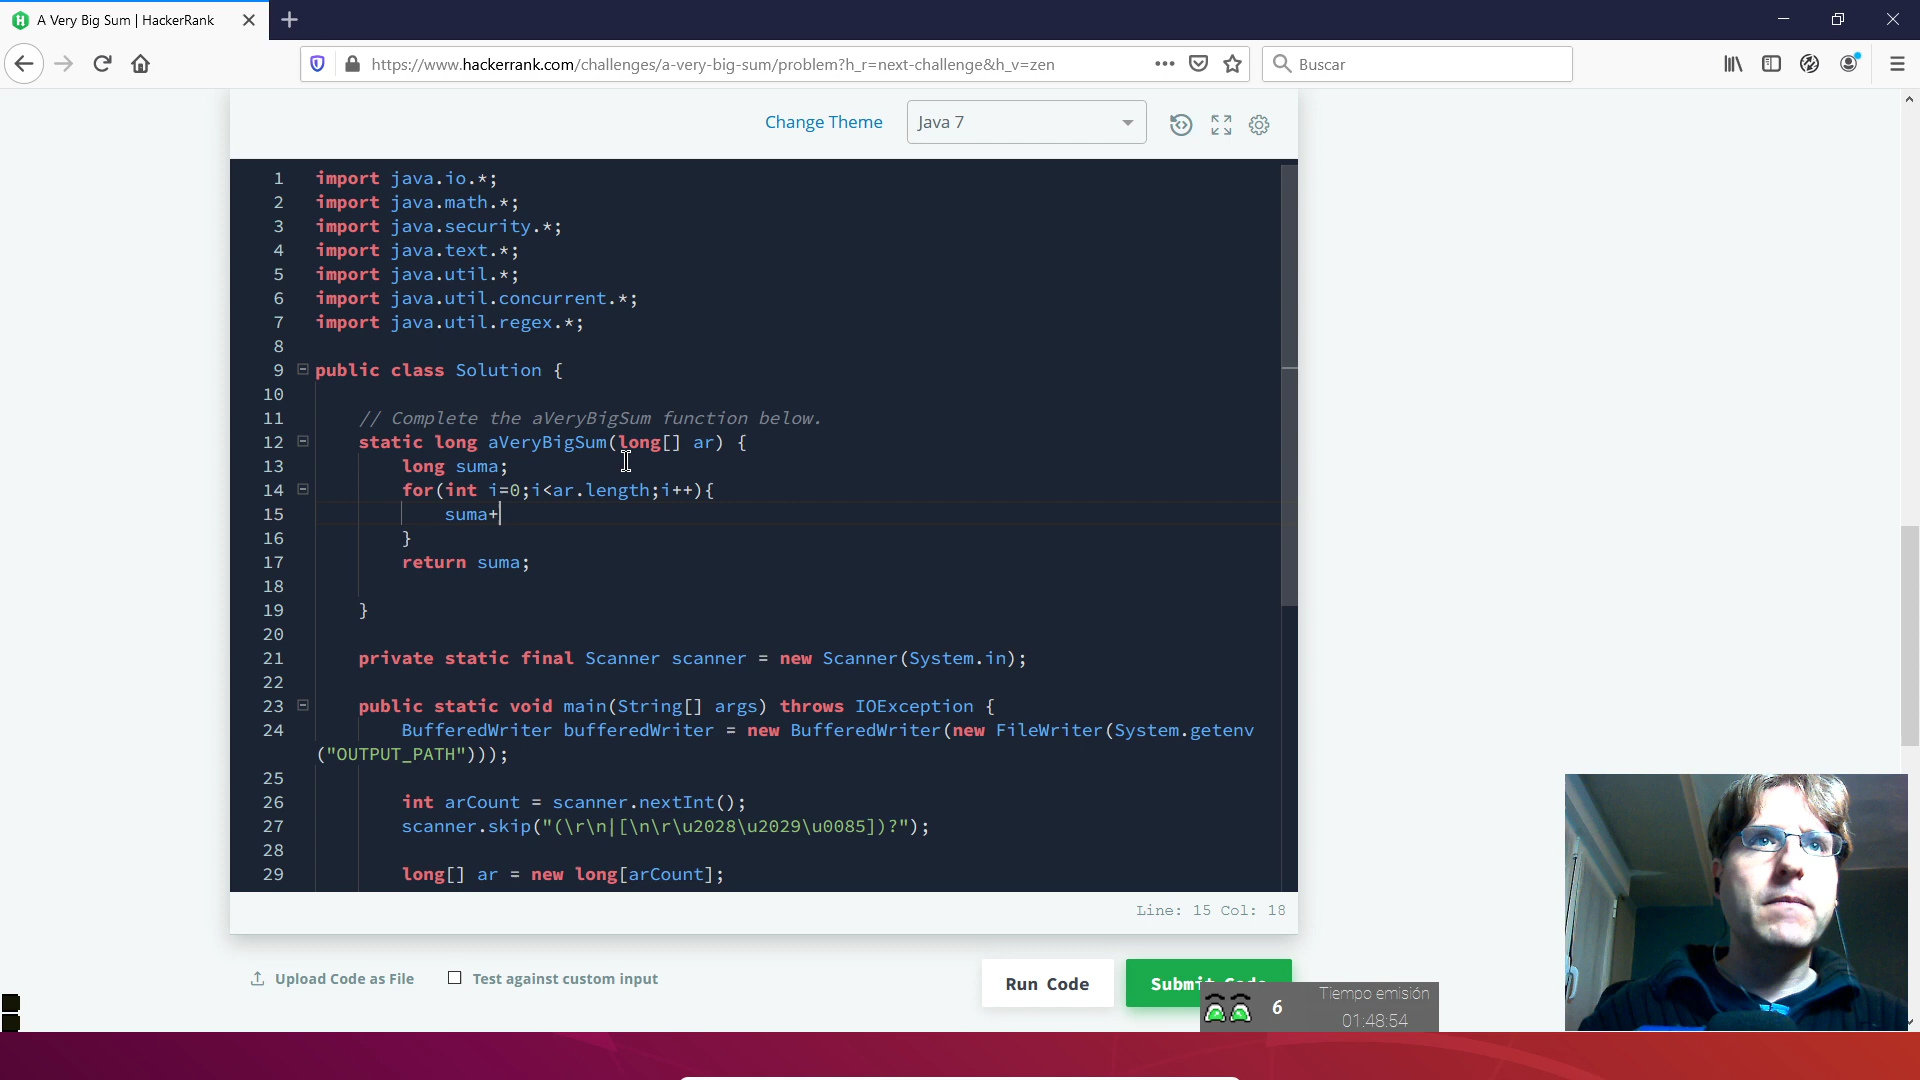 A Very Big Sum | HackerRank
https://www.hackerrank.com/challenges/a-very-big-sum/problem?h_r=next-challenge&h_v=zen
Buscar
Change Theme
Java 7
1 import java.io.*;
2 import java.math.*;
3 import java.security.*;
4 import java.text.*;
5 import java.util.*;
6 import java.util.concurrent.*;
7 import java.util.regex.*;
8
9 public class Solution {
10
11 // Complete the aVeryBigSum function below.
12 static long aVeryBigSum(long[] ar) {
13 long suma;
14 for(int i=0;i<ar.length;i++){
15 suma+
16 }
17 return suma;
18
19 }
20
21 private static final Scanner scanner = new Scanner(System.in);
22
23 public static void main(String[] args) throws IOException {
24 BufferedWriter bufferedWriter = new BufferedWriter(new FileWriter(System.getenv
("OUTPUT_PATH")));
25
26 int arCount = scanner.nextInt();
27 scanner.skip("(\r\n|[\n\r\u2028\u2029\u0085])?");
28
29 long[] ar = new long[arCount];
Line: 15 Col: 18
Upload Code as File
Test against custom input
Run Code
Submit Code
6
Tiempo emisión
01:48:54